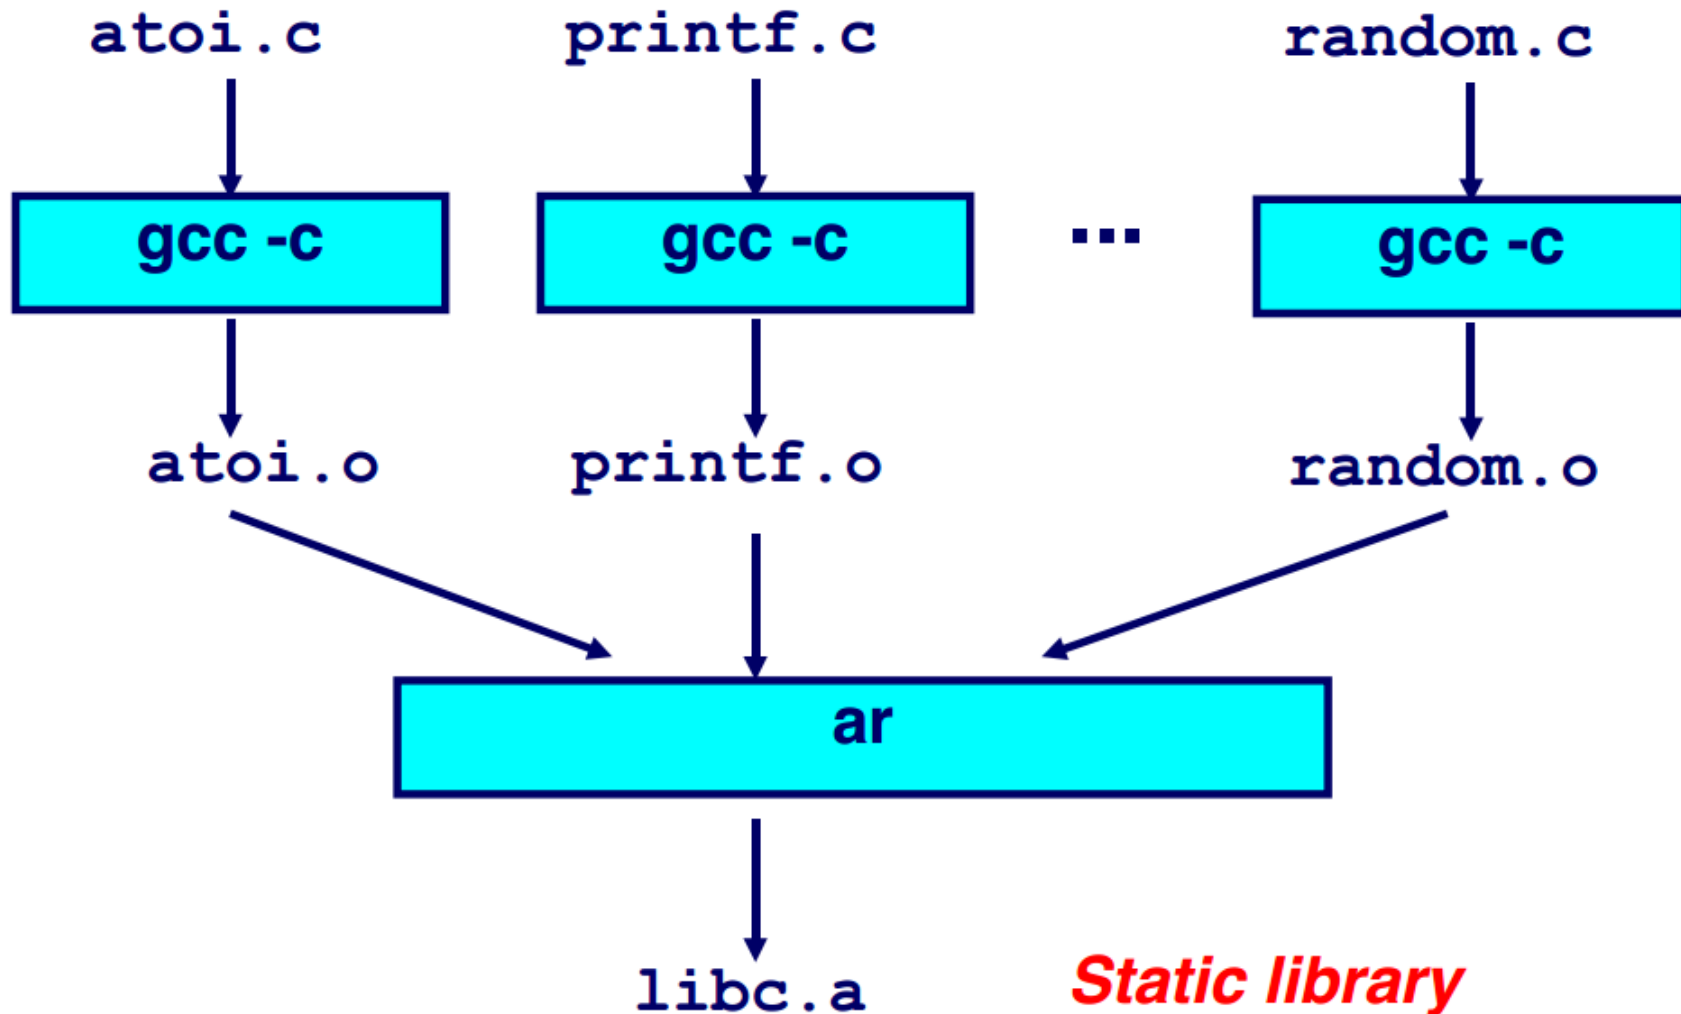 atoi.c printf.c random.c
gcc -c gcc -c ... gcc -c
atoi.o printf.o random.o
ar
libc.a Static library